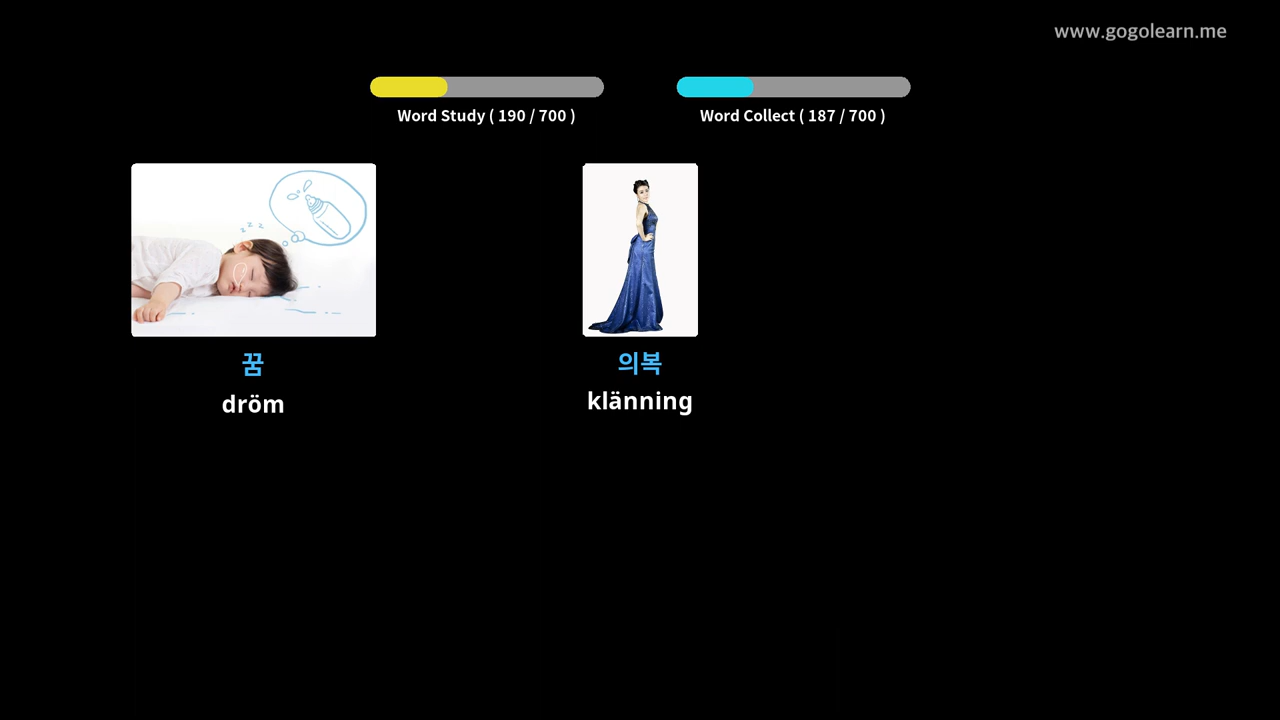 www.gogolearn.me
Word Study ( 190 / 700 )
Word Collect ( 187 / 700 )
z z z
꿈
dröm
의복
klänning